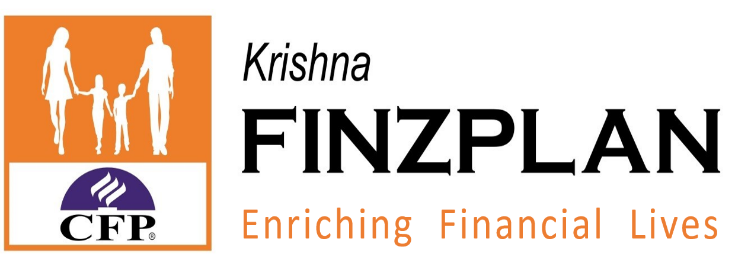 Krishna
FINZPLAN
Enriching Financial Lives
CFP®